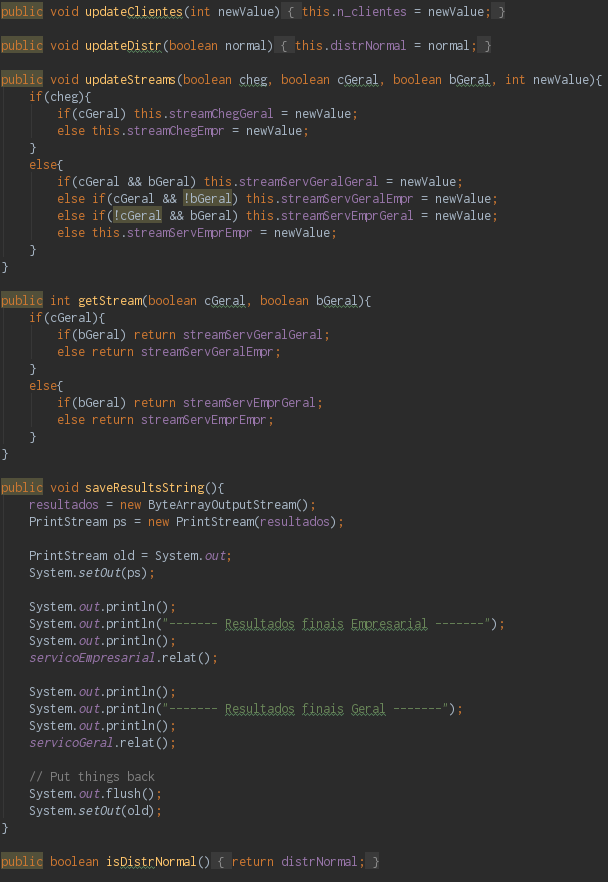 public void updateClientes(int newValue) { this.n_clientes = newValue; }
public void updateDistr(boolean normal) { this.distrNormal = normal; }
public void updateStreams(boolean cheg, boolean cGeral, boolean bGeral, int newValue){
if(cheg){
if(cGeral) this.streamChegGeral = newValue;
else this.streamChegEmpr = newValue;
}
else{
if(cGeral && bGeral) this.streamServGeralGeral = newValue;
else if(cGeral && !bGeral) this.streamServGeralEmpr = newValue;
else if(!cGeral && bGeral) this.streamServEmprGeral = newValue;
else this.streamServEmprEmpr = newValue;
}
}
public int getStream(boolean cGeral, boolean bGeral){
if(cGeral){
if(bGeral) return streamServGeralGeral;
else return streamServGeralEmpr;
}
else{
if(bGeral) return streamServEmprGeral;
else return streamServEmprEmpr;
}
}
public void saveResultsString(){
resultados = new ByteArrayOutputStream();
PrintStream ps = new PrintStream(resultados);
PrintStream old = System.out;
System.setOut(ps);
System.out.println();
System.out.println("------- Resultados finais Empresarial -------");
System.out.println();
servicoEmpresarial.relat();
System.out.println();
System.out.println("------- Resultados finais Geral -------");
System.out.println();
servicoGeral.relat();
// Put things back
System.out.flush();
System.setOut(old);
}
public boolean isDistrNormal() { return distrNormal; }